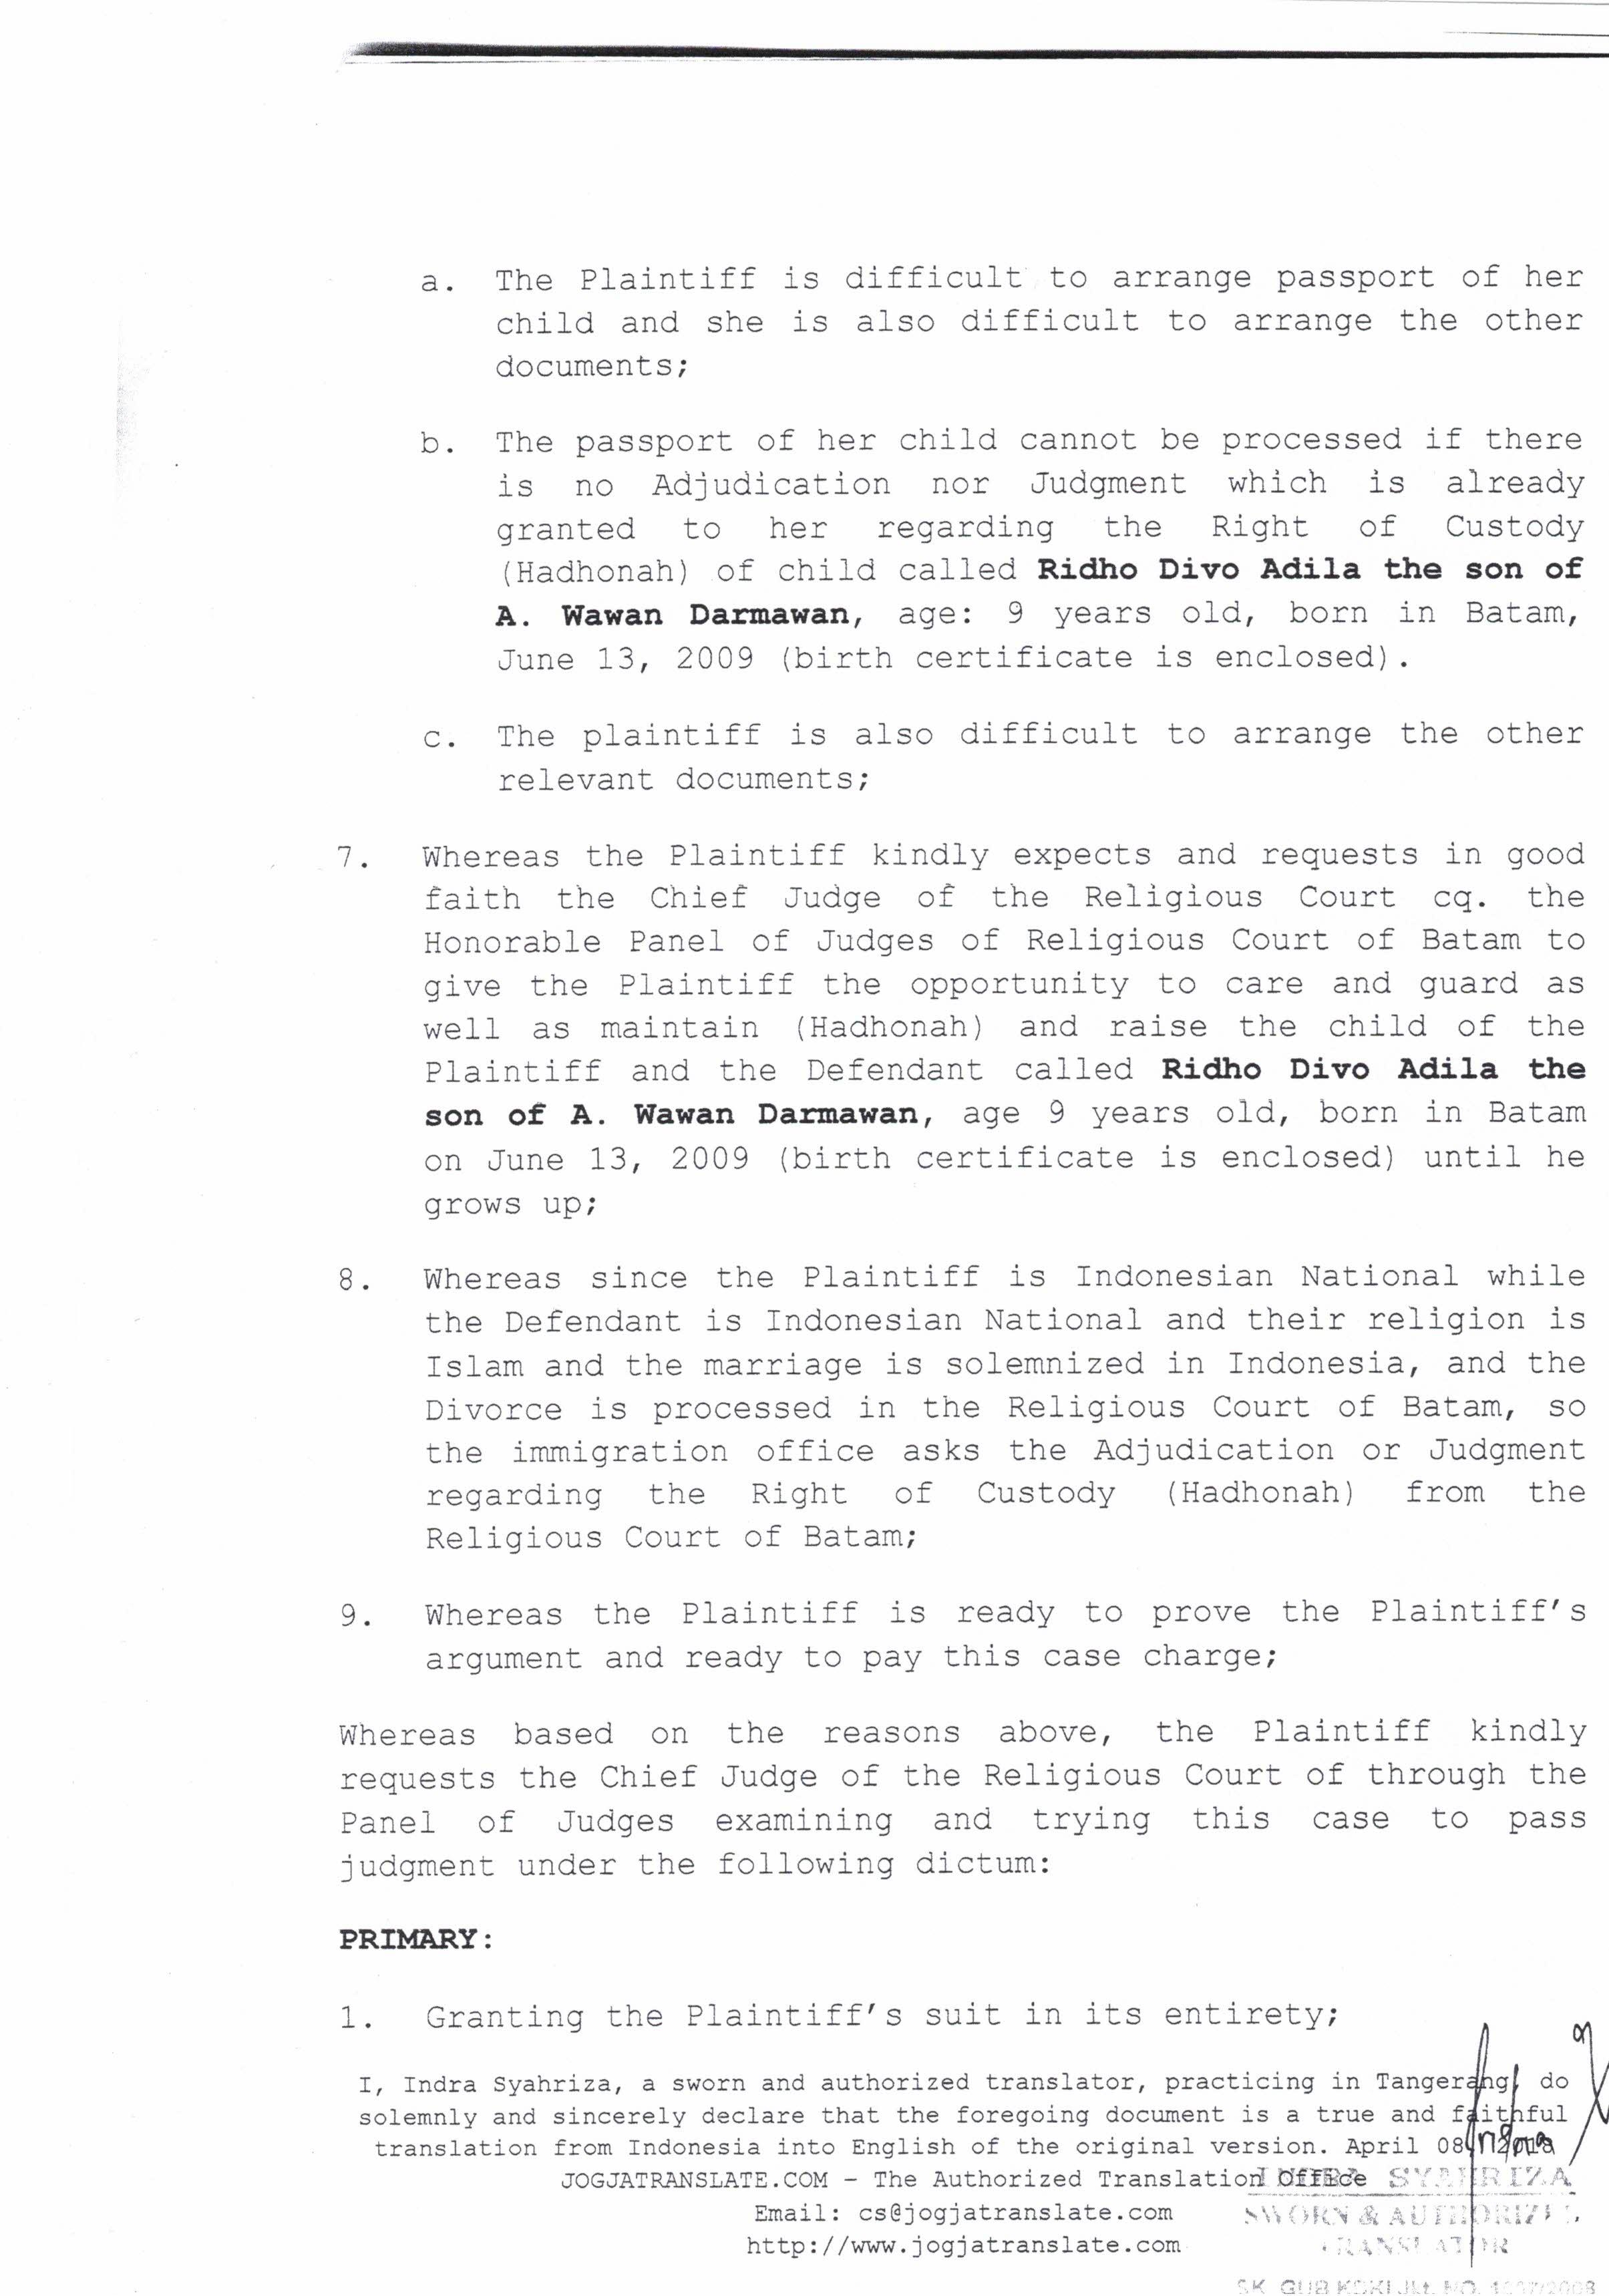 a. The Plaintiff is difficult to arrange passport of her
child and she is also difficult to arrange the other
documents;
b. The passport of her child cannot be processed if there
is no Adjudication nor Judgment which is already
granted to her regarding the Right of Custody
(Hadhonah) of child called Ridho Divo Adila the son of
A. Wawan Darmawan, age: 9 years old, born in Batam,
June 13, 2009 (birth certificate is enclosed).
c. The plaintiff is also difficult to arrange the other
relevant documents;
7. Whereas the Plaintiff kindly expects and requests in good
faith the Chief Judge of the Religious Court cq. the
Honorable Panel of Judges of Religious Court of Batam to
give the Plaintiff the opportunity to care and guard as
well as maintain (Hadhonah) and raise the child of the
Plaintiff and the Defendant called Ridho Divo Adila the
son of A. Wawan Darmawan, age 9 years old, born in Batam
on June 13, 2009 (birth certificate is enclosed) until he
grows up;
8. Whereas since the Plaintiff is Indonesian National while
the Defendant is Indonesian National and their religion is
Islam and the marriage is solemnized in Indonesia, and the
Divorce is processed in the Religious Court of Batam, so
the immigration office asks the Adjudication or Judgment
regarding the Right of Custody (Hadhonah) from the
Religious Court of Batam;
9. Whereas the Plaintiff is ready to prove the Plaintiff's
argument and ready to pay this case charge;
Whereas based on the reasons above, the Plaintiff kindly
requests the Chief Judge of the Religious Court of through the
Panel of Judges examining and trying this case to pass
judgment under the following dictum:
PRIMARY:
1. Granting the Plaintiff's suit in its entirety;
I, Indra Syahriza, a sworn and authorized translator, practicing in Tangerang, do
solemnly and sincerely declare that the foregoing document is a true and faithful
translation from Indonesia into English of the original version. April 08,
JOGJATRANSLATE.COM - The Authorized Translation Office
Email: cs@jogjatranslate.com
http://www.jogjatranslate.com
SYAHRIZA
SWORN & AUTHORIZED
TRANSLATOR